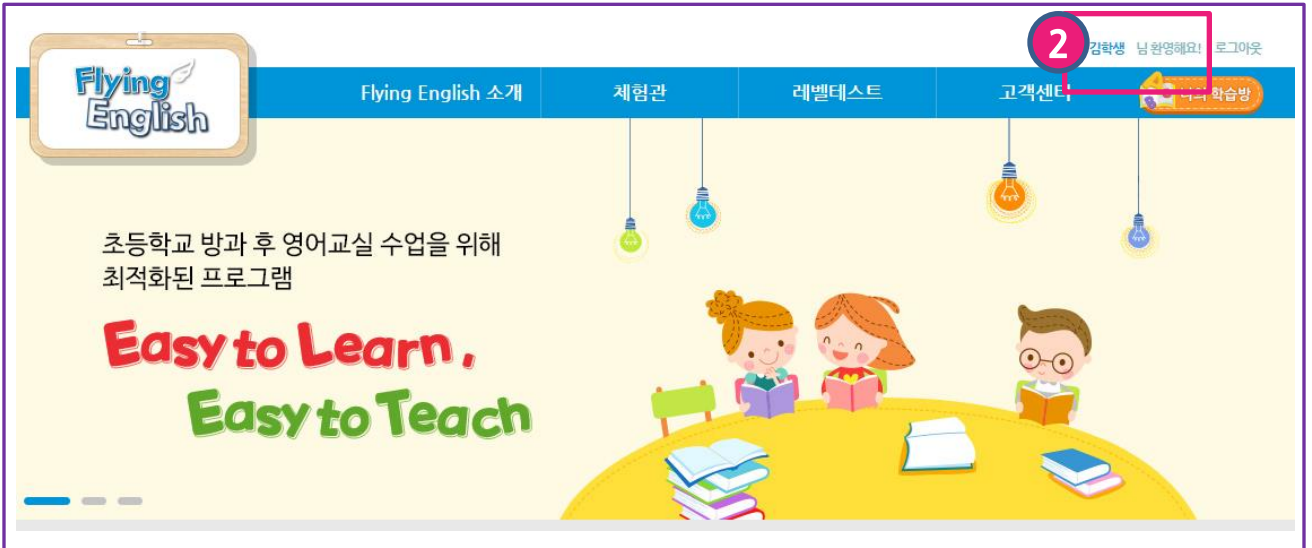 2
김학생 님 환영해요! 로그아웃
Flying
English
Flying English 소개 체험관 레벨테스트 고객센터 나의 학습방
초등학교 방과 후 영어교실 수업을 위해
최적화된 프로그램
Easy to Learn,
Easy to Teach